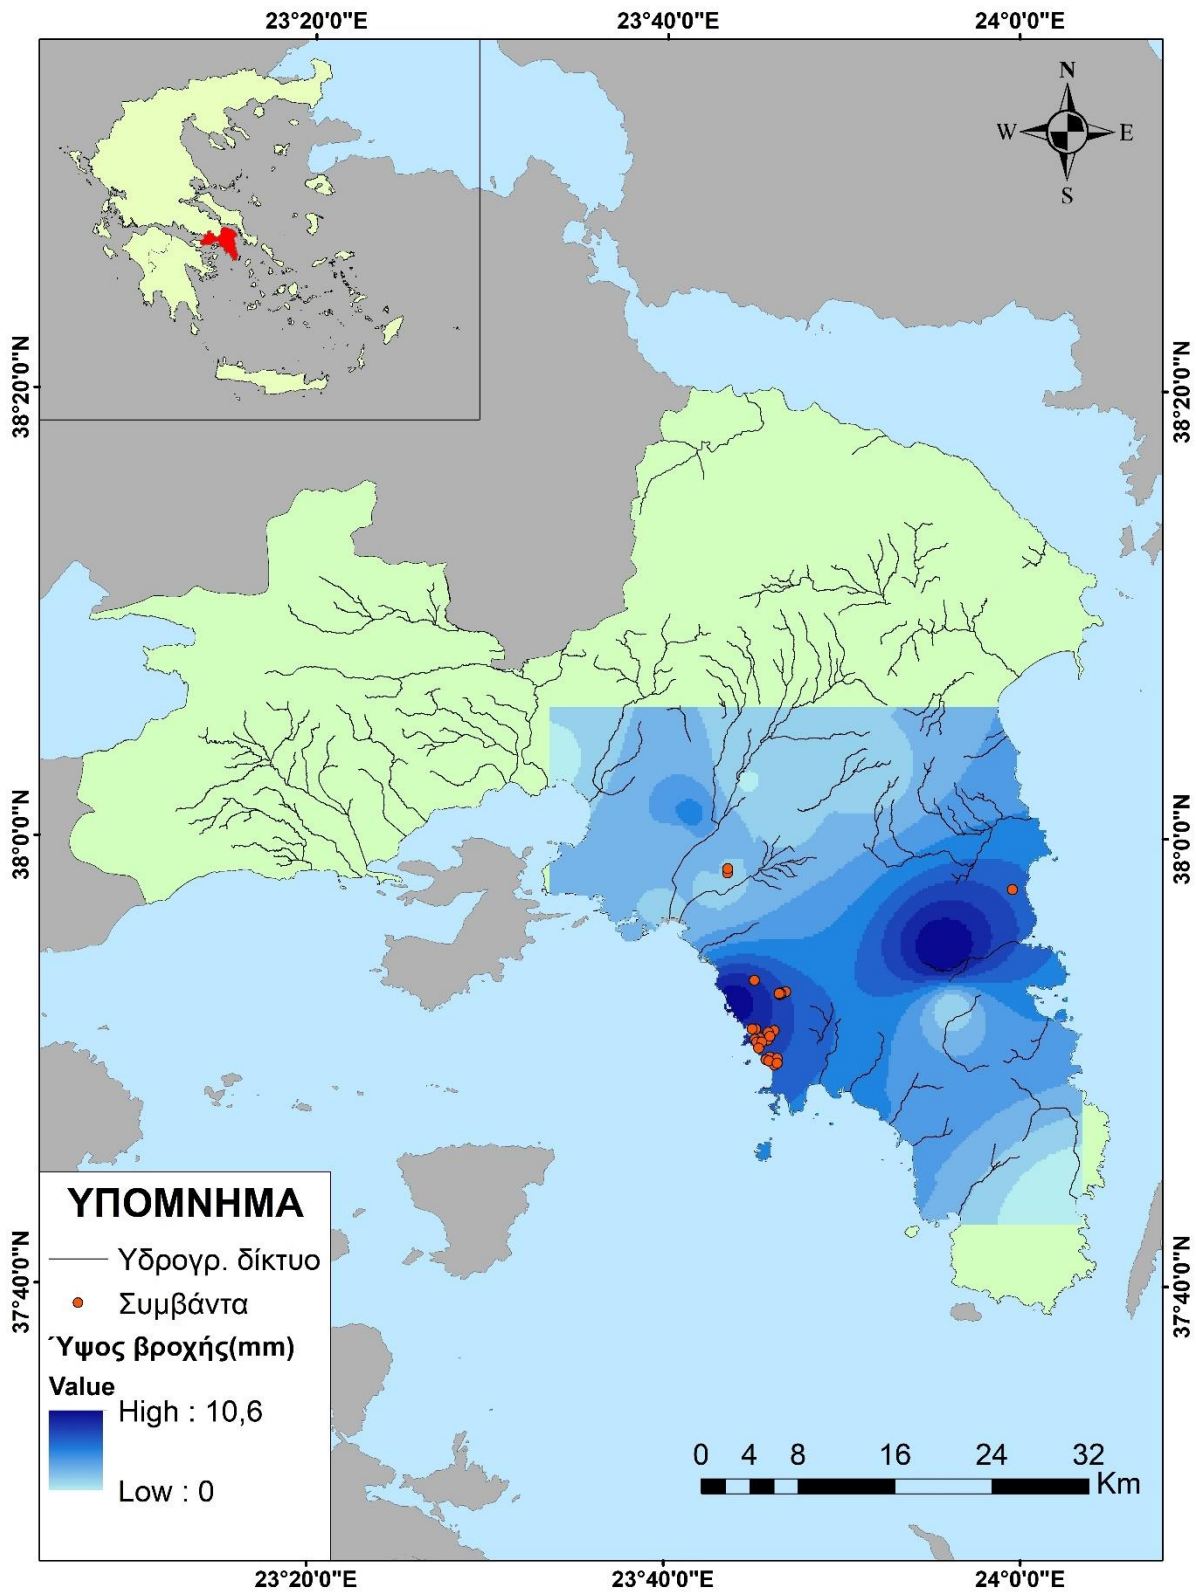 23°20'0"E 23°40'0"E 24°0'0"E
N
W E
S
38°20'0"N 38°20'0"N
38°0'0"N 38°0'0"N
37°40'0"N 37°40'0"N
ΥΠΟΜΝΗΜΑ
Υδρογρ. δίκτυο
Συμβάντα
Ύψος βροχής(mm)
Value
High : 10,6
Low : 0
0 4 8 16 24 32
Km
23°20'0"E 23°40'0"E 24°0'0"E